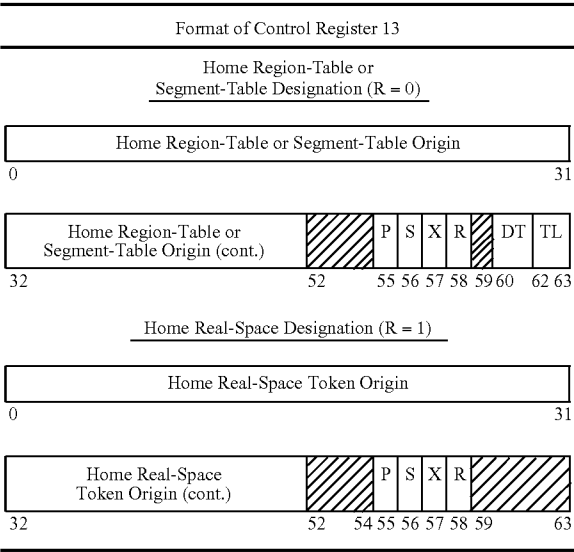 Format of Control Register 13
Home Region-Table or
Segment-Table Designation (R = 0)
Home Region-Table or Segment-Table Origin
0 31
Home Region-Table or
Segment-Table Origin (cont.)
P S X R DT TL
32 52 55 56 57 58 59 60 62 63
Home Real-Space Designation (R = 1)
Home Real-Space Token Origin
0 31
Home Real-Space
Token Origin (cont.)
P S X R
32 52 54 55 56 57 58 59 63